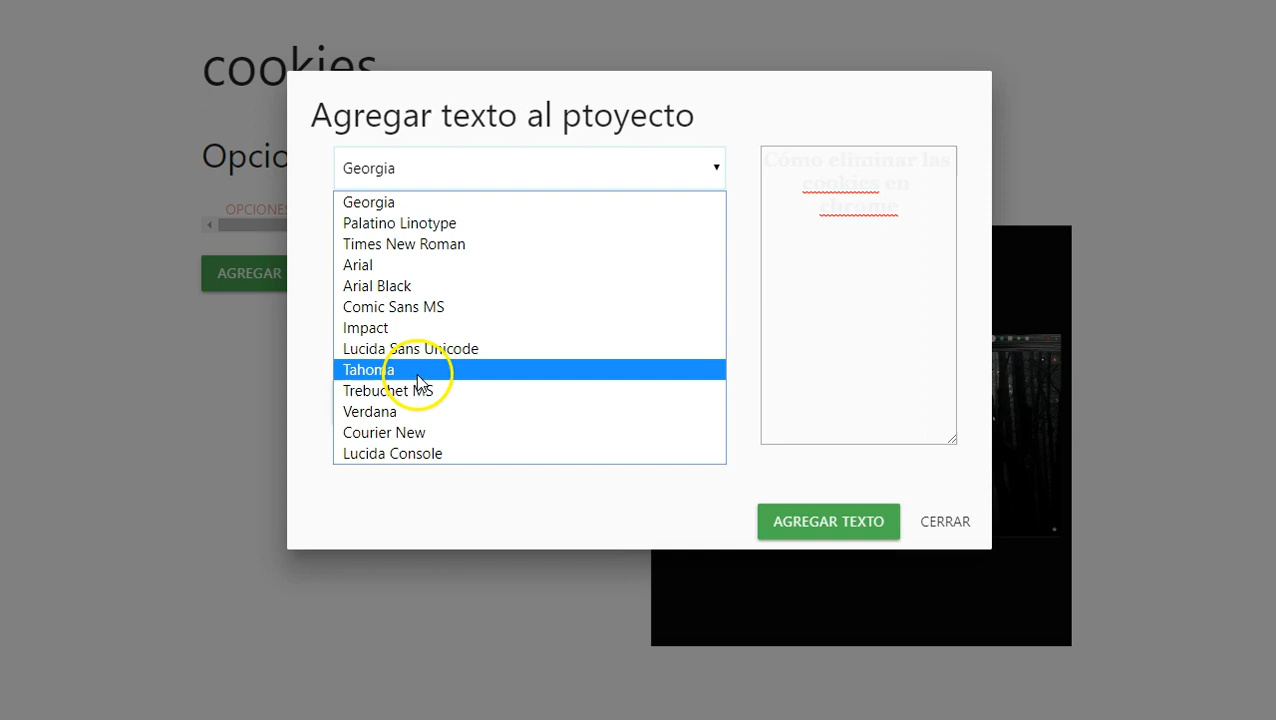 cookies
Agregar texto al ptoyecto
Opcio
Georgia
OPCIONES
AGREGAR
Georgia
Palatino Linotype
Times New Roman
Arial
Arial Black
Comic Sans MS
Impact
Lucida Sans Unicode
Tahoma
Trebuchet MS
Verdana
Courier New
Lucida Console
Cómo eliminar las
cookies en
chrome
AGREGAR TEXTO
CERRAR